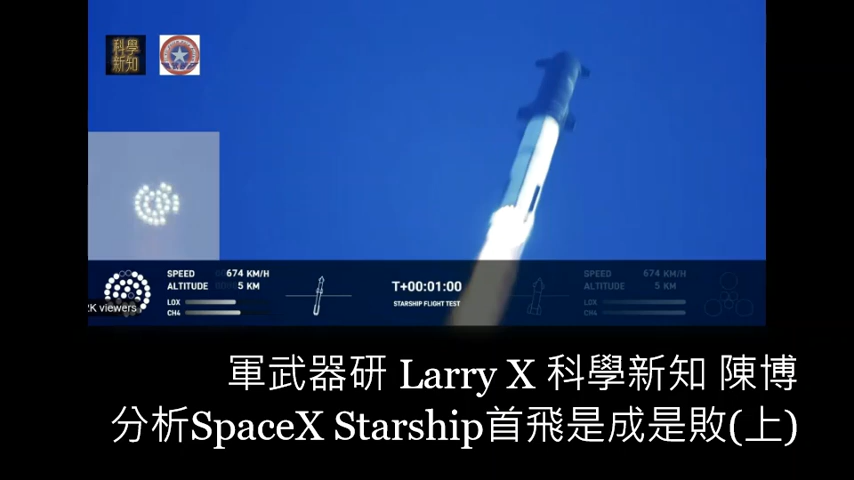 科學
新知
SPEED 674 KM/H
ALTITUDE 5 KM
LOX
CH4
2K viewers
T+00:01:00
STARSHIP FLIGHT TEST
SPEED 674 KM/H
ALTITUDE 5 KM
LOX
CH4
軍武器研 Larry X 科學新知 陳博
分析SpaceX Starship首飛是成是敗(上)